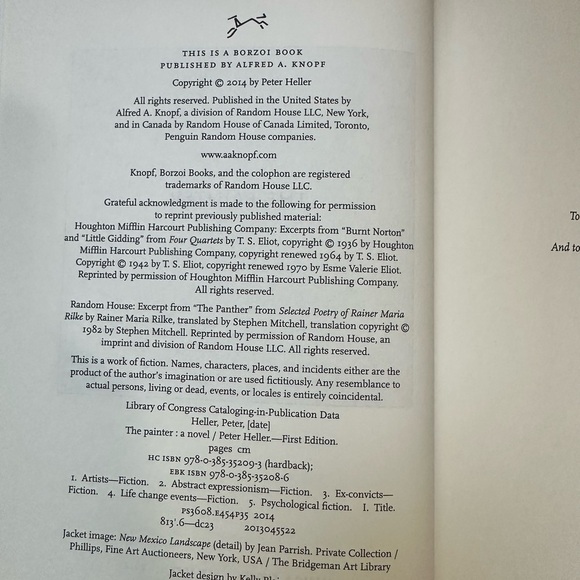 THIS IS A BORZOI BOOK
PUBLISHED BY ALFRED A. KNOPF
Copyright © 2014 by Peter Heller
All rights reserved. Published in the United States by
Alfred A. Knopf, a division of Random House LLC, New York,
and in Canada by Random House of Canada Limited, Toronto,
Penguin Random House companies.
www.aaknopf.com
Knopf, Borzoi Books, and the colophon are registered
trademarks of Random House LLC.
Grateful acknowledgment is made to the following for permission
to reprint previously published material:
Houghton Mifflin Harcourt Publishing Company: Excerpts from “Burnt Norton”
and “Little Gidding” from Four Quartets by T. S. Eliot, copyright © 1936 by Houghton
Mifflin Harcourt Publishing Company, copyright renewed 1964 by T. S. Eliot.
Copyright © 1942 by T. S. Eliot, copyright renewed 1970 by Esme Valerie Eliot.
Reprinted by permission of Houghton Mifflin Harcourt Publishing Company.
All rights reserved.
Random House: Excerpt from “The Panther” from Selected Poetry of Rainer Maria
Rilke by Rainer Maria Rilke, translated by Stephen Mitchell, translation copyright ©
1982 by Stephen Mitchell. Reprinted by permission of Random House, an
imprint and division of Random House LLC. All rights reserved.
This is a work of fiction. Names, characters, places, and incidents either are the
product of the author’s imagination or are used fictitiously. Any resemblance to
actual persons, living or dead, events, or locales is entirely coincidental.
Library of Congress Cataloging-in-Publication Data
Heller, Peter, [date]
The painter : a novel / Peter Heller.—First Edition.
pages cm
HC ISBN 978-0-385-35209-3 (hardback);
EBK ISBN 978-0-385-35208-6
1. Artists—Fiction. 2. Abstract expressionism—Fiction. 3. Ex-convicts—
Fiction. 4. Life change events—Fiction. 5. Psychological fiction. I. Title.
PS3608.E454P35 2014
813'.6—dc23 2013045522
Jacket image: New Mexico Landscape (detail) by Jean Parrish. Private Collection /
Phillips, Fine Art Auctioneers, New York, USA / The Bridgeman Art Library
Jacket design by Kelly
To
And to